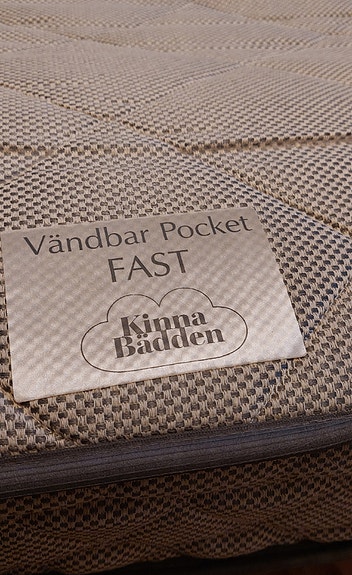 Vändbar Pocket
FAST
Kinna
Bädden